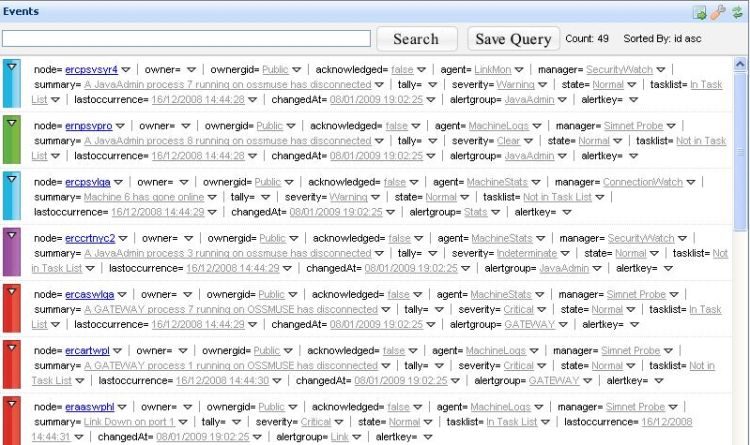 Events
Search Save Query Count: 49 Sorted By: id asc
node= ercpsvsyr4 owner= ownergid= Public acknowledged= false agent= LinkMon manager= SecurityWatch
summary= A JavaAdmin process 7 running on ossmuse has disconnected tally= severity= Warning state= Normal tasklist= In Task
List lastoccurrence= 16/12/2008 14:44:28 changedAt= 08/01/2009 19:02:25 alertgroup= JavaAdmin alertkey=
node= ernpsvpro owner= ownergid= Public acknowledged= false agent= MachineLogs manager= Simnet Probe
summary= A JavaAdmin process 8 running on ossmuse has disconnected tally= severity= Clear state= Normal tasklist= Not in Task
List lastoccurrence= 16/12/2008 14:44:28 changedAt= 08/01/2009 19:02:25 alertgroup= JavaAdmin alertkey=
node= ercpsvlqa owner= ownergid= Public acknowledged= false agent= MachineStats manager= ConnectionWatch
summary= Machine 6 has gone online tally= severity= Warning state= Normal tasklist= Not in Task List
lastoccurrence= 16/12/2008 14:44:29 changedAt= 08/01/2009 19:02:25 alertgroup= Stats alertkey=
node= erccrtnyc2 owner= ownergid= Public acknowledged= false agent= MachineStats manager= SecurityWatch
summary= A JavaAdmin process 3 running on ossmuse has disconnected tally= severity= Indeterminate state= Normal tasklist= Not
in Task List lastoccurrence= 16/12/2008 14:44:29 changedAt= 08/01/2009 19:02:25 alertgroup= JavaAdmin alertkey=
node= ercaswlqa owner= ownergid= Public acknowledged= false agent= MachineStats manager= Simnet Probe
summary= A GATEWAY process 7 running on OSSMUSE has disconnected tally= severity= Critical state= Normal tasklist= In Task
List lastoccurrence= 16/12/2008 14:44:29 changedAt= 08/01/2009 19:02:25 alertgroup= GATEWAY alertkey=
node= ercartwpl owner= ownergid= Public acknowledged= false agent= MachineLogs manager= Simnet Probe
summary= A GATEWAY process 1 running on OSSMUSE has disconnected tally= severity= Critical state= Normal tasklist= Not in
Task List lastoccurrence= 16/12/2008 14:44:30 changedAt= 08/01/2009 19:02:25 alertgroup= GATEWAY alertkey=
node= eraaswphl owner= ownergid= Public acknowledged= false agent= MachineLogs manager= Simnet Probe
summary= Link Down on port 1 tally= severity= Critical state= Normal tasklist= In Task List lastoccurrence= 16/12/2008
14:44:31 changedAt= 08/01/2009 19:02:25 alertgroup= Link alertkey=